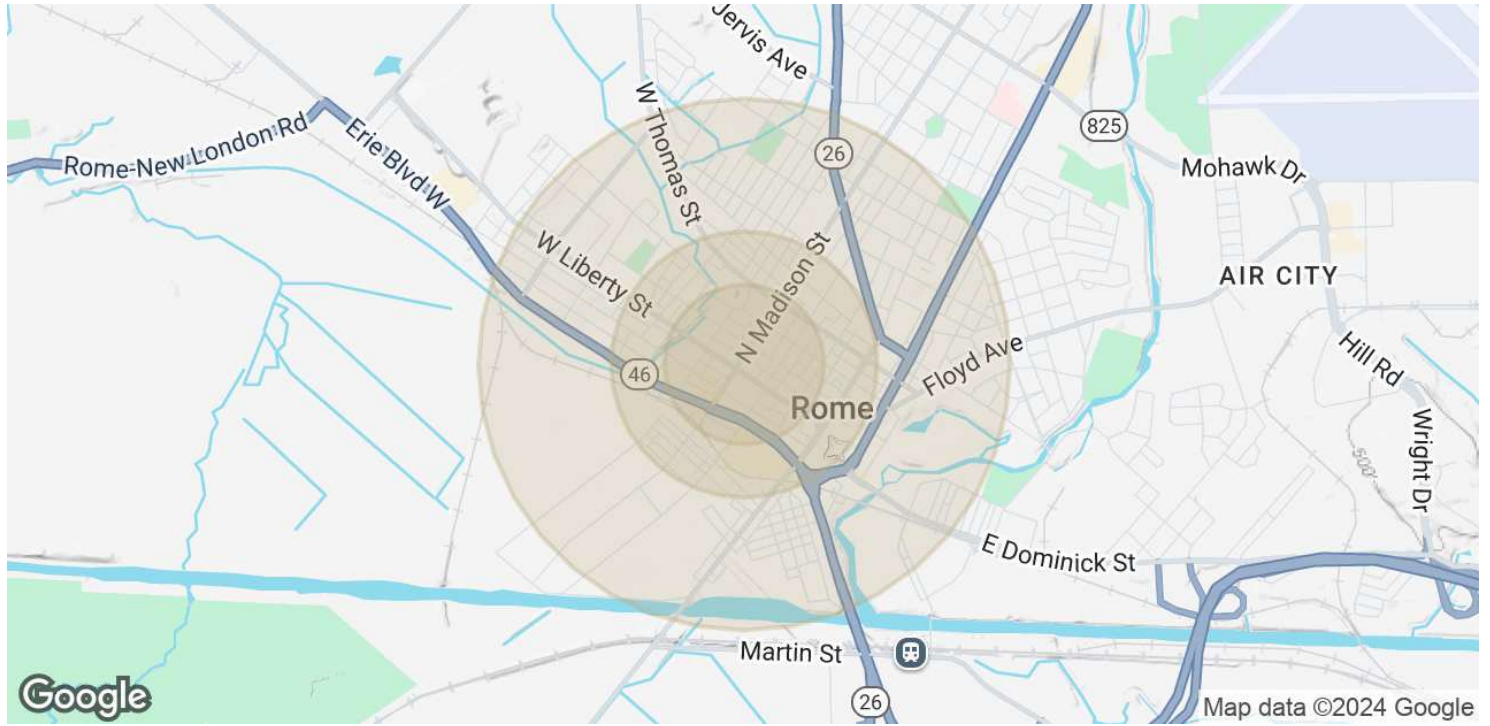 Jervis Ave
W Thomas St
26
825
Mohawk Dr
Rome-New London Rd
Erie Blvd W
W Liberty St
N Madison St
AIR CITY
46
Floyd Ave
Rome
Hill Rd
Wright Dr
500'
E Dominick St
Martin St
26
Google
Map data ©2024 Google